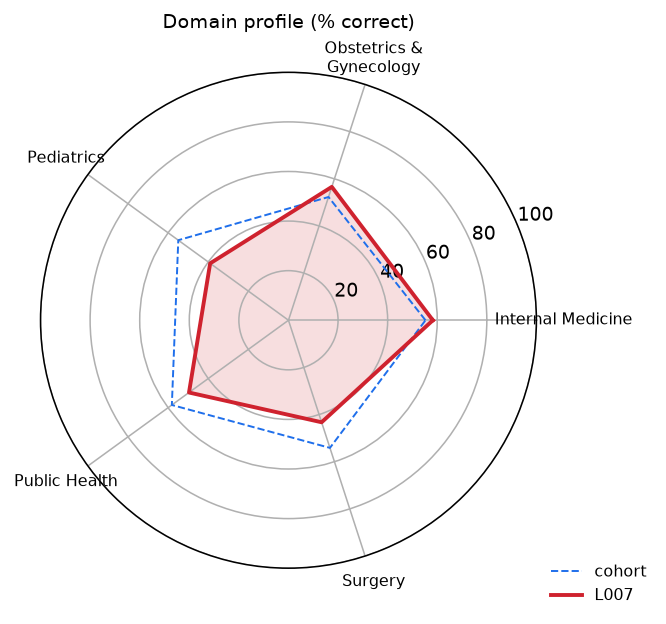 Domain profile (% correct)
Obstetrics &
Gynecology
Pediatrics
100
80
60
40
20
Internal Medicine
Public Health
Surgery
cohort
L007